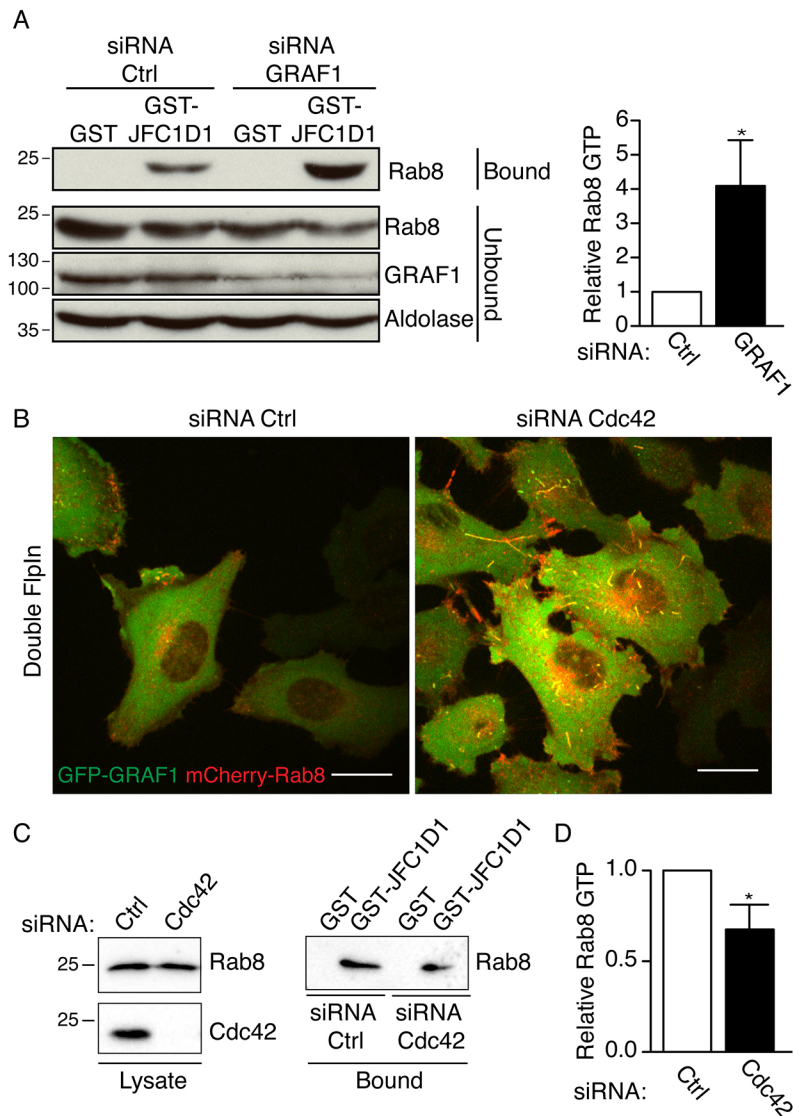 A
siRNA Ctrl
siRNA GRAF1
GST
GST-JFC1D1
GST
GST-JFC1D1
25
Rab8
Bound
25
Rab8
130
100
GRAF1
35
Aldolase
Unbound
Relative Rab8 GTP
6
5
4
3
2
1
0
*
siRNA:
Ctrl
GRAF1
B
siRNA Ctrl
siRNA Cdc42
Double FlpIn
GFP-GRAF1 mCherry-Rab8
C
siRNA:
Ctrl
Cdc42
25
Rab8
25
Cdc42
Lysate
GST
GST-JFC1D1
GST
GST-JFC1D1
Rab8
siRNA Ctrl
siRNA Cdc42
Bound
D
Relative Rab8 GTP
1.0
0.5
0.0
*
siRNA:
Ctrl
Cdc42